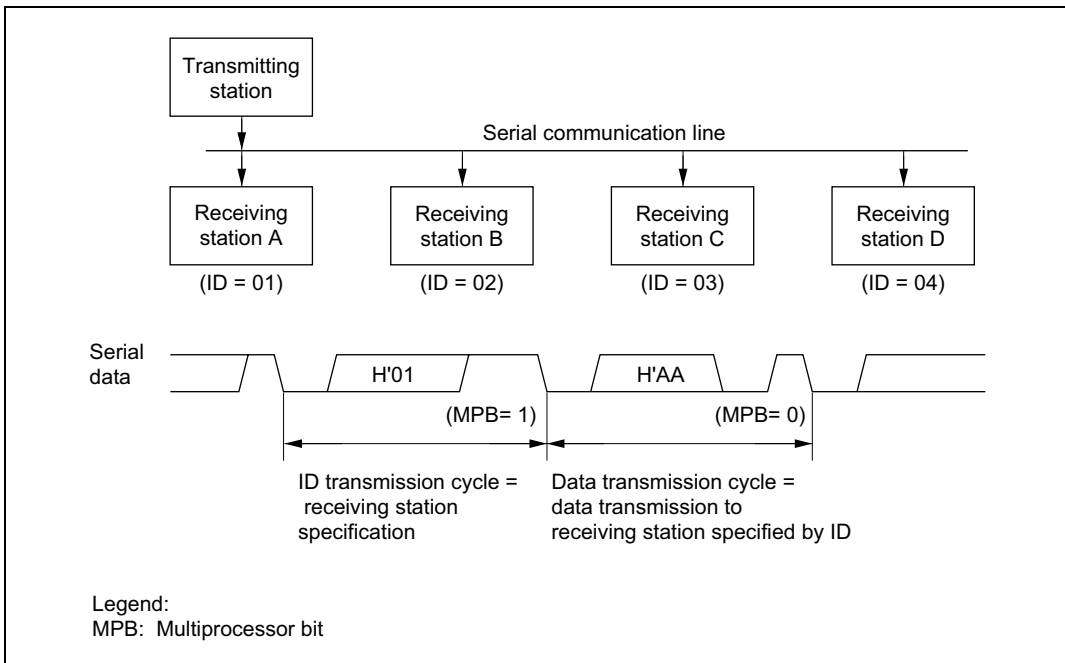 Transmitting
station
Serial communication line
Receiving
station A
Receiving
station B
Receiving
station C
Receiving
station D
(ID = 01)
(ID = 02)
(ID = 03)
(ID = 04)
Serial
data
H'01
H'AA
(MPB= 1)
(MPB= 0)
ID transmission cycle =
receiving station
specification
Data transmission cycle =
data transmission to
receiving station specified by ID
Legend:
MPB: Multiprocessor bit